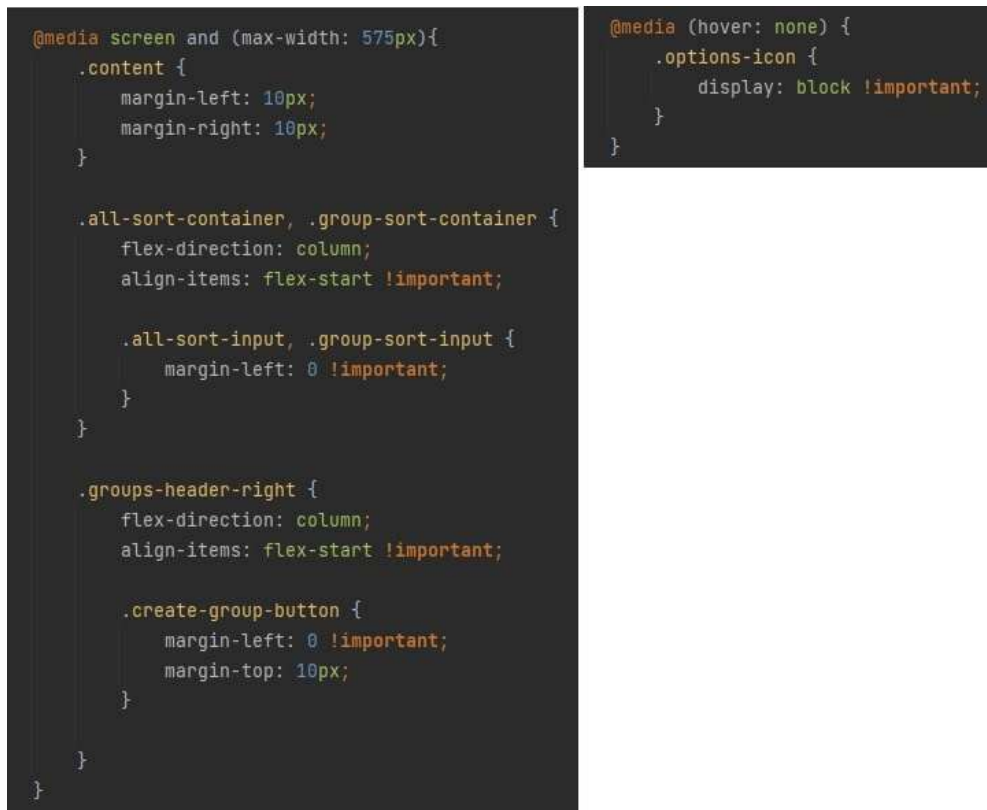 @media screen and (max-width: 575px){
    .content {
        margin-left: 10px;
        margin-right: 10px;
    }

    .all-sort-container, .group-sort-container {
        flex-direction: column;
        align-items: flex-start !important;

        .all-sort-input, .group-sort-input {
            margin-left: 0 !important;
        }
    }

    .groups-header-right {
        flex-direction: column;
        align-items: flex-start !important;

        .create-group-button {
            margin-left: 0 !important;
            margin-top: 10px;
        }

    }
}
@media (hover: none) {
    .options-icon {
        display: block !important;
    }
}